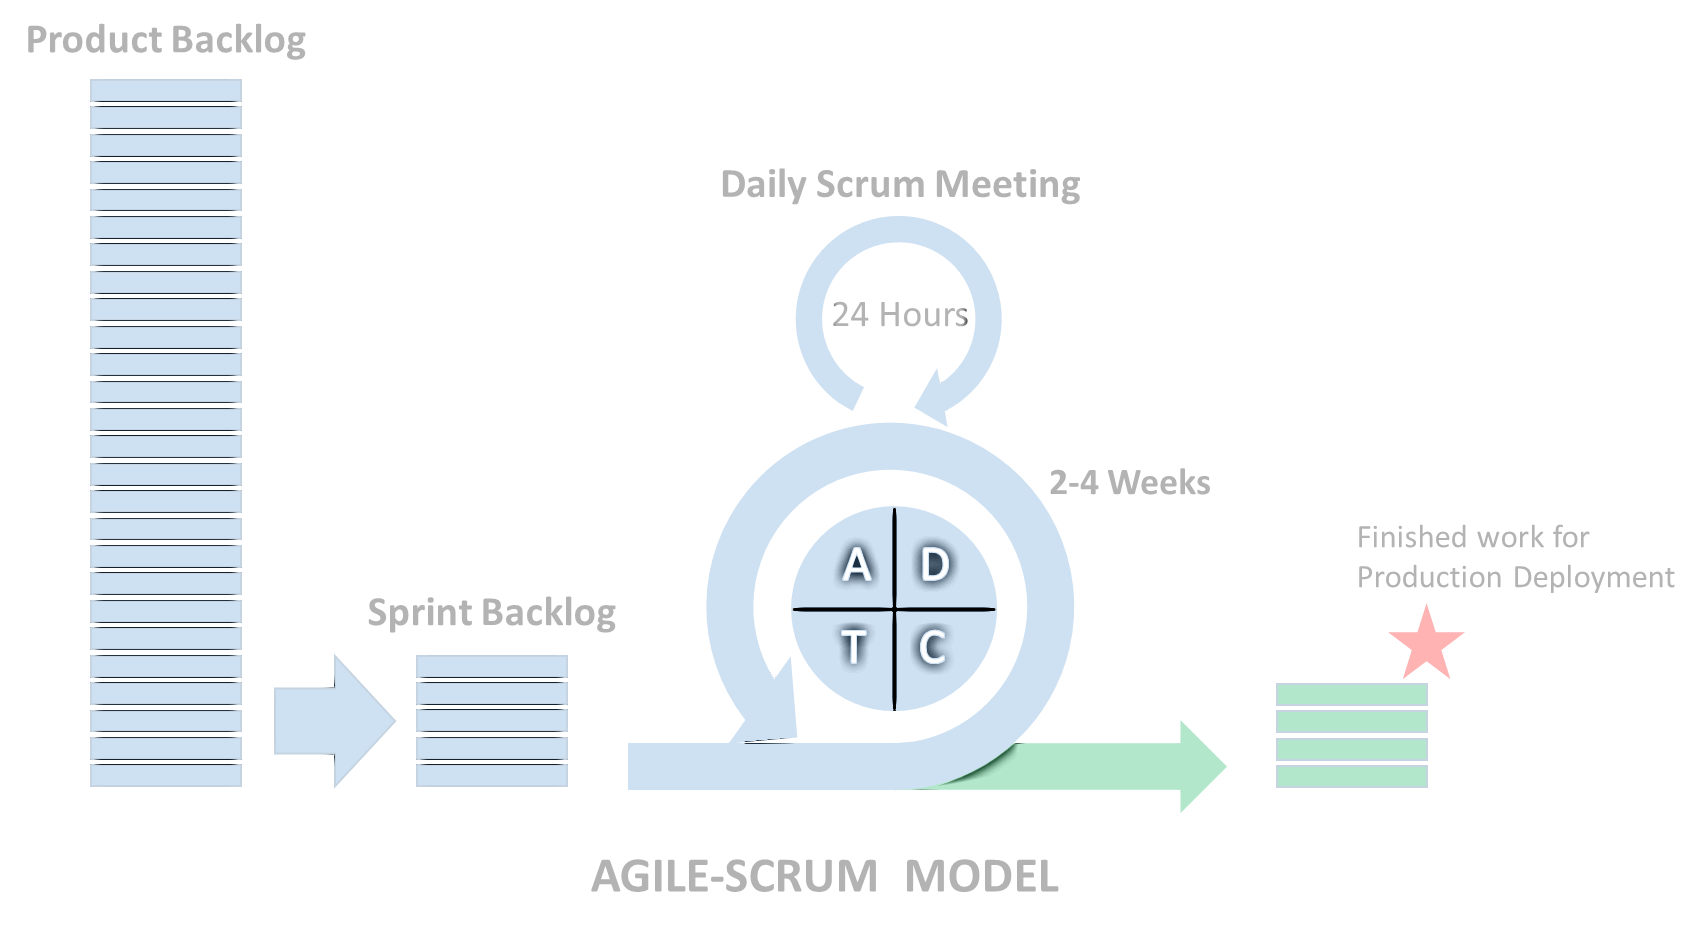 Product Backlog
Daily Scrum Meeting
24 Hours
2-4 Weeks
A D
T C
Sprint Backlog
Finished work for
Production Deployment
AGILE-SCRUM MODEL